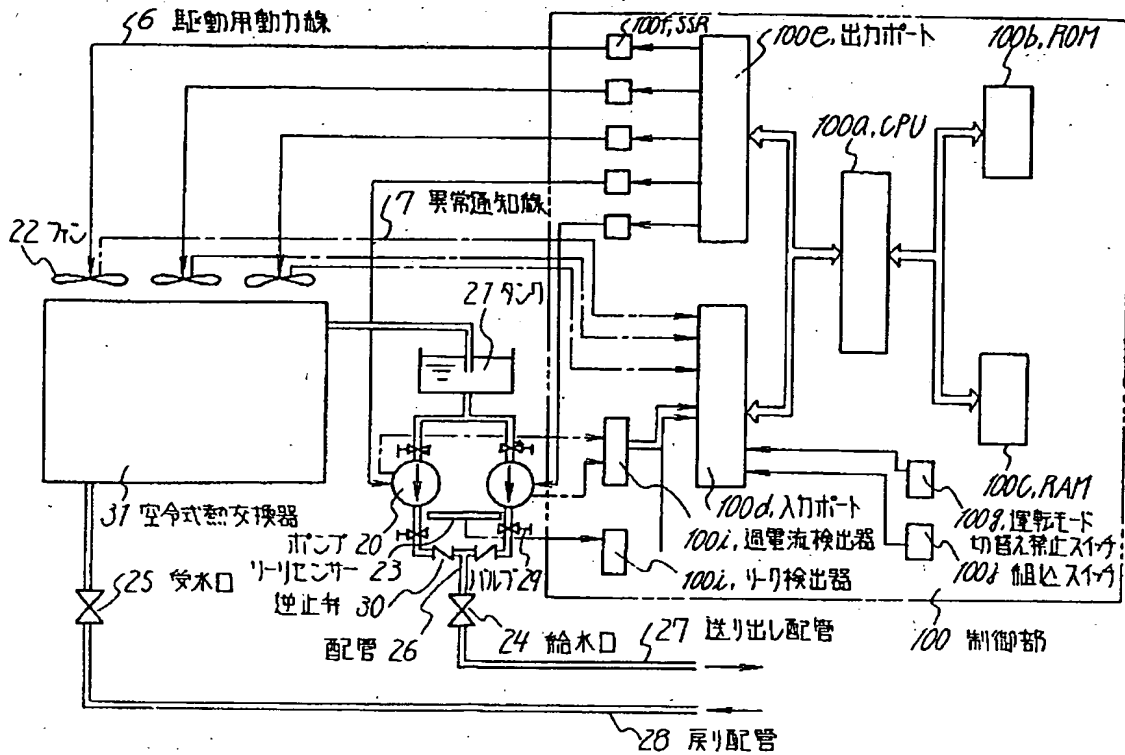 6 駆動用動力線
100f, SSR
100e, 出力ポート
100b, ROM
100a, CPU
7 異常通知線
22 ファン
21 タンク
31 空令式熱交換器
ポンプ 20
リーリセンサー 23
逆止弁 30
配管 26
バルブ 29
100d, 入力ポート
100i, 過電流検出器
100i, リーク検出器
100c, RAM
100g, 運転モード
切替え禁止スイッチ
100j 組込スイッチ
100 制御部
25 受水口
24 給水口
27 送り出し配管
28 戻り配管